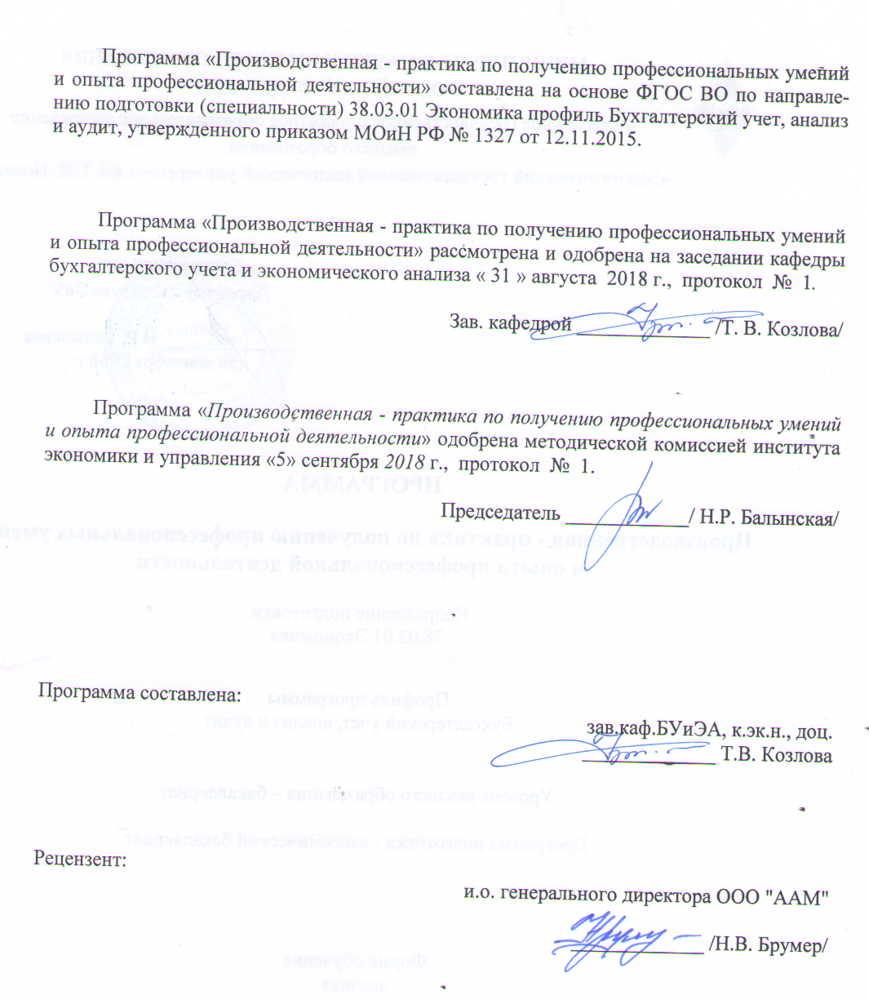 Программа «Производственная - практика по получению профессиональных умений
и опыта профессиональной деятельности» составлена на основе ФГОС ВО по направле-
нию подготовки (специальности) 38.03.01 Экономика профиль Бухгалтерский учет, анализ
и аудит, утвержденного приказом МОиН РФ № 1327 от 12.11.2015.
Программа «Производственная - практика по получению профессиональных умений
и опыта профессиональной деятельности» рассмотрена и одобрена на заседании кафедры
бухгалтерского учета и экономического анализа « 31 » августа 2018 г., протокол № 1.
Зав. кафедрой _____________ /Т. В. Козлова/
Программа «Производственная - практика по получению профессиональных умений
и опыта профессиональной деятельности» одобрена методической комиссией института
экономики и управления «5» сентября 2018 г., протокол № 1.
Председатель ____________/ Н.Р. Балынская/
Программа составлена:
зав.каф.БУиЭА, к.эк.н., доц.
_____________ Т.В. Козлова
Рецензент:
и.о. генерального директора ООО "ААМ"
_____________ /Н.В. Брумер/